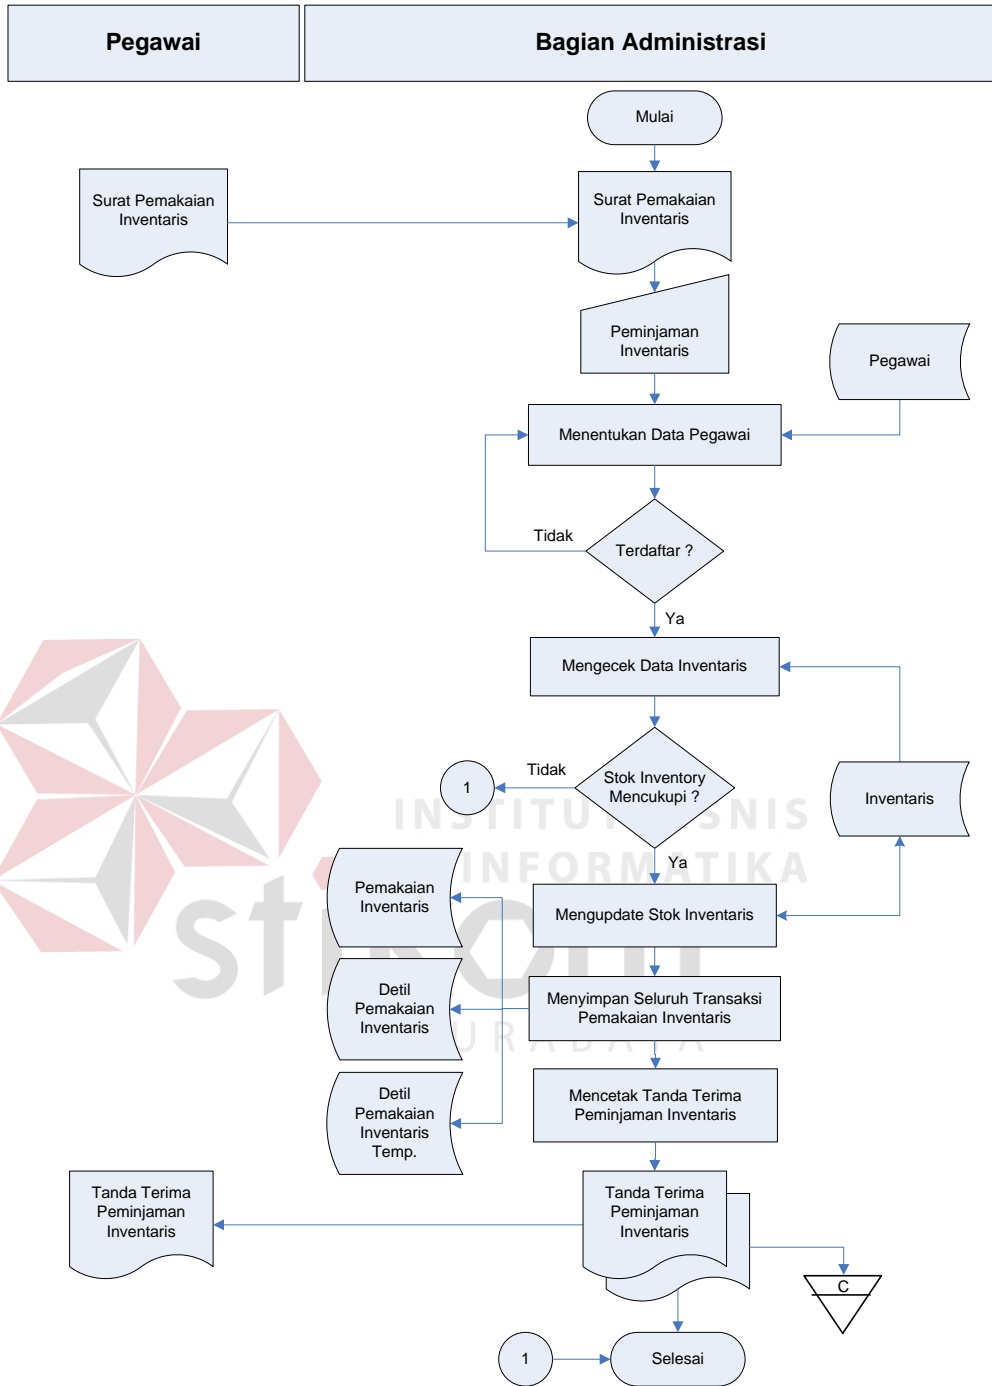 Pegawai
Bagian Administrasi
Mulai
Surat Pemakaian
Inventaris
Surat Pemakaian
Inventaris
Peminjaman
Inventaris
Pegawai
Menentukan Data Pegawai
Tidak
Terdaftar ?
Ya
Mengecek Data Inventaris
Tidak
Stok Inventory
Mencukupi ?
1
Inventaris
Ya
Pemakaian
Inventaris
Mengupdate Stok Inventaris
Detil
Pemakaian
Inventaris
Menyimpan Seluruh Transaksi
Pemakaian Inventaris
Detil
Pemakaian
Inventaris
Temp.
Mencetak Tanda Terima
Peminjaman Inventaris
Tanda Terima
Peminjaman
Inventaris
Tanda Terima
Peminjaman
Inventaris
C
1
Selesai
INFORMATIKA
stikom